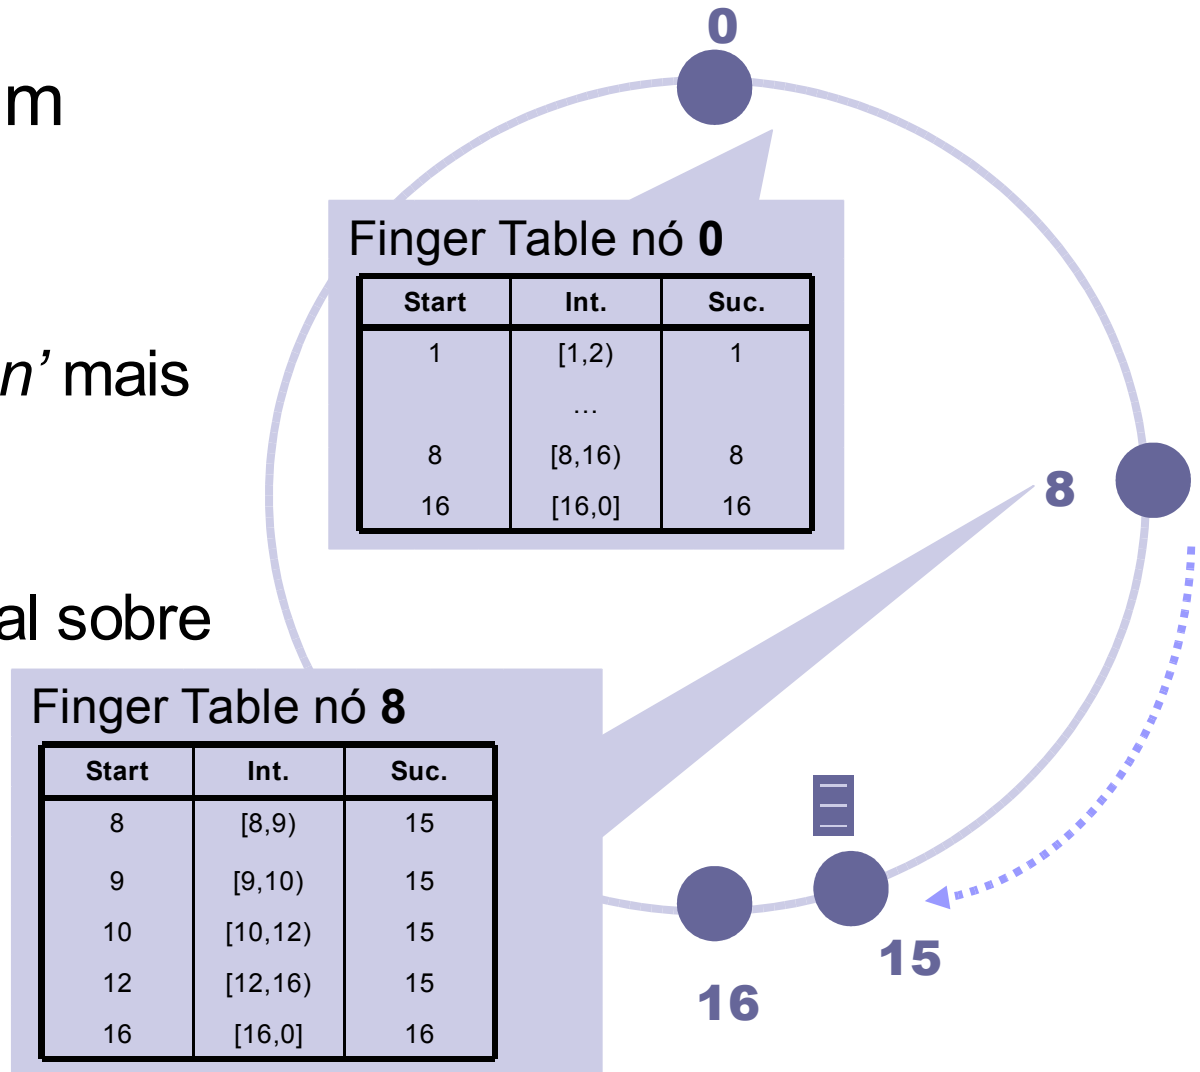 0
m
Finger Table nó 0
Start Int. Suc.
1 [1,2) 1
…
8 [8,16) 8
16 [16,0] 16
n’ mais
8
al sobre
Finger Table nó 8
Start Int. Suc.
8 [8,9) 15
9 [9,10) 15
10 [10,12) 15
12 [12,16) 15
16 [16,0] 16
15
16